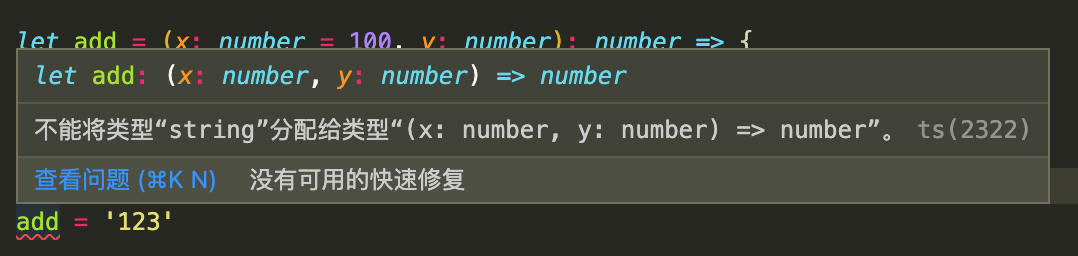 let add = (x: number = 100, y: number): number => {
let add: (x: number, y: number) => number
不能将类型“string”分配给类型“(x: number, y: number) => number”。 ts(2322)
查看问题 (⌘K N) 没有可用的快速修复
add = '123'